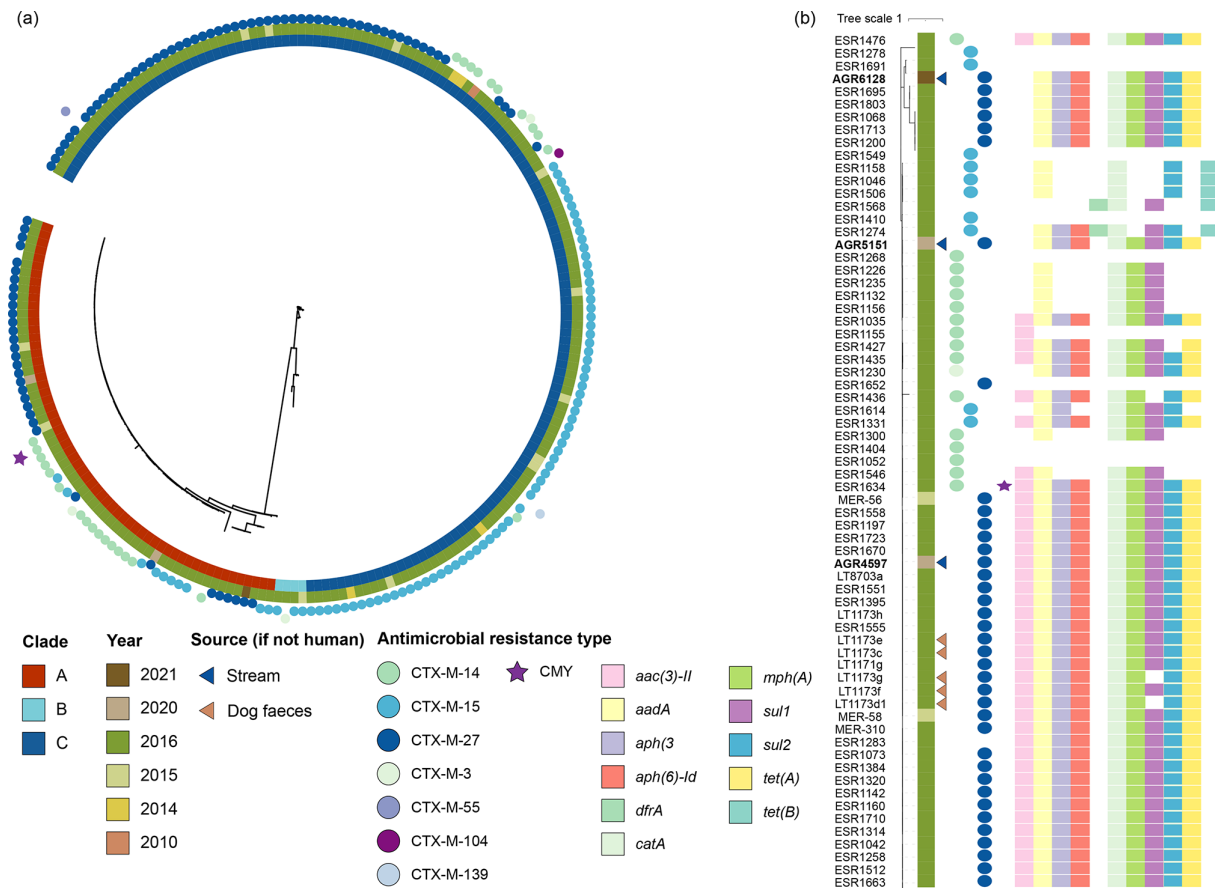 (a)
Clade
A
B
C
Year
2021
2020
2016
2015
2014
2010
Source (if not human)
Stream
Dog faeces
Antimicrobial resistance type
CTX-M-14
CTX-M-15
CTX-M-27
CTX-M-3
CTX-M-55
CTX-M-104
CTX-M-139
CMY
aac(3)-II
aadA
aph(3
aph(6)-Id
dfrA
catA
mph(A)
sul1
sul2
tet(A)
tet(B)
(b)
Tree scale 1
ESR1476
ESR1278
ESR1691
AGR6128
ESR1695
ESR1803
ESR1068
ESR1713
ESR1200
ESR1549
ESR1158
ESR1046
ESR1506
ESR1568
ESR1410
ESR1274
AGR5151
ESR1268
ESR1226
ESR1235
ESR1132
ESR1156
ESR1035
ESR1155
ESR1427
ESR1435
ESR1230
ESR1652
ESR1436
ESR1614
ESR1331
ESR1300
ESR1404
ESR1052
ESR1546
ESR1634
MER-56
ESR1558
ESR1197
ESR1723
ESR1670
AGR4597
LT8703a
ESR1551
ESR1395
LT1173h
ESR1555
LT1173e
LT1173c
LT1171g
LT1173g
LT1173f
LT1173d1
MER-58
MER-310
ESR1283
ESR1073
ESR1384
ESR1320
ESR1142
ESR1160
ESR1710
ESR1314
ESR1042
ESR1258
ESR1512
ESR1663